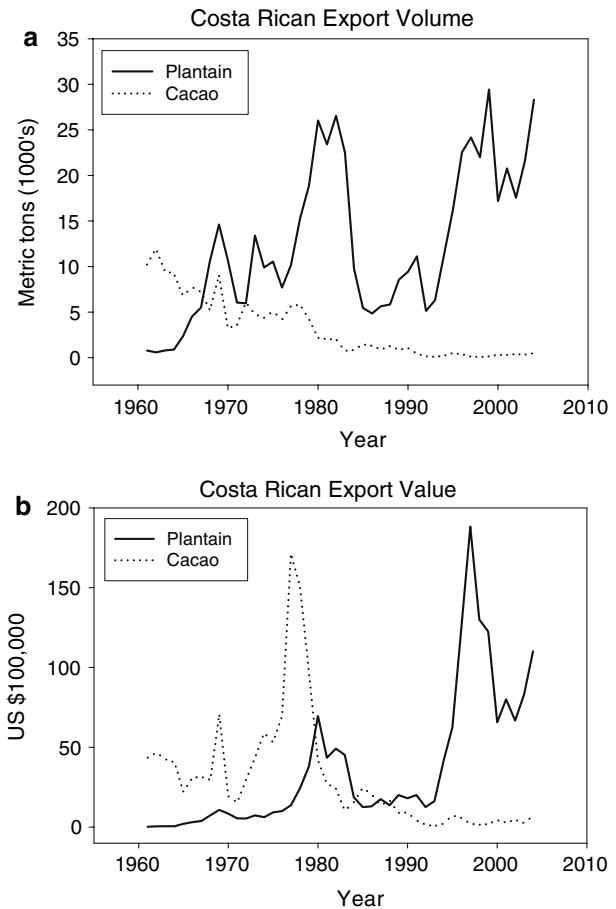 a
Costa Rican Export Volume
35
30
25
20
15
10
5
0
Metric tons (1000's)
Plantain
Cacao
1960 1970 1980 1990 2000 2010
Year
b
Costa Rican Export Value
200
150
100
50
0
US $100,000
Plantain
Cacao
1960 1970 1980 1990 2000 2010
Year